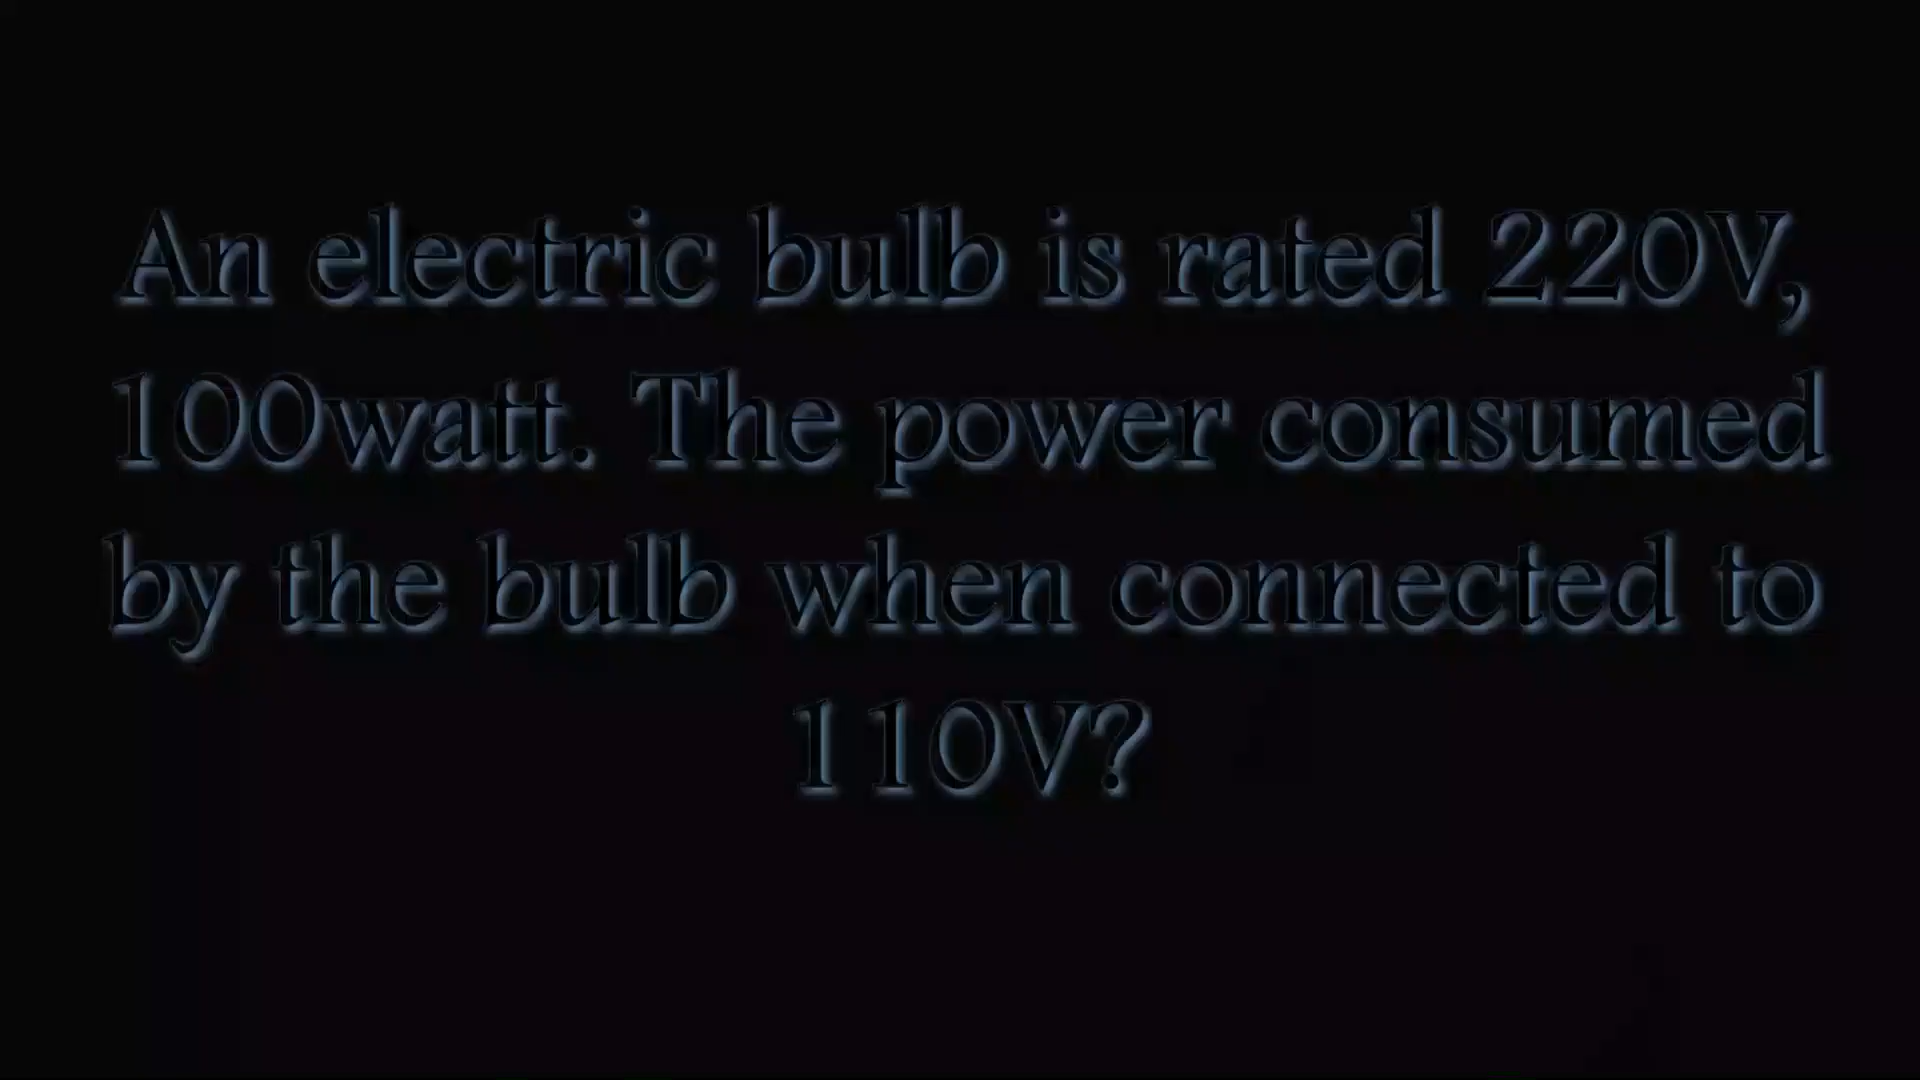 An electric bulb is rated 220V,
100watt. The power consumed
by the bulb when connected to
110V?